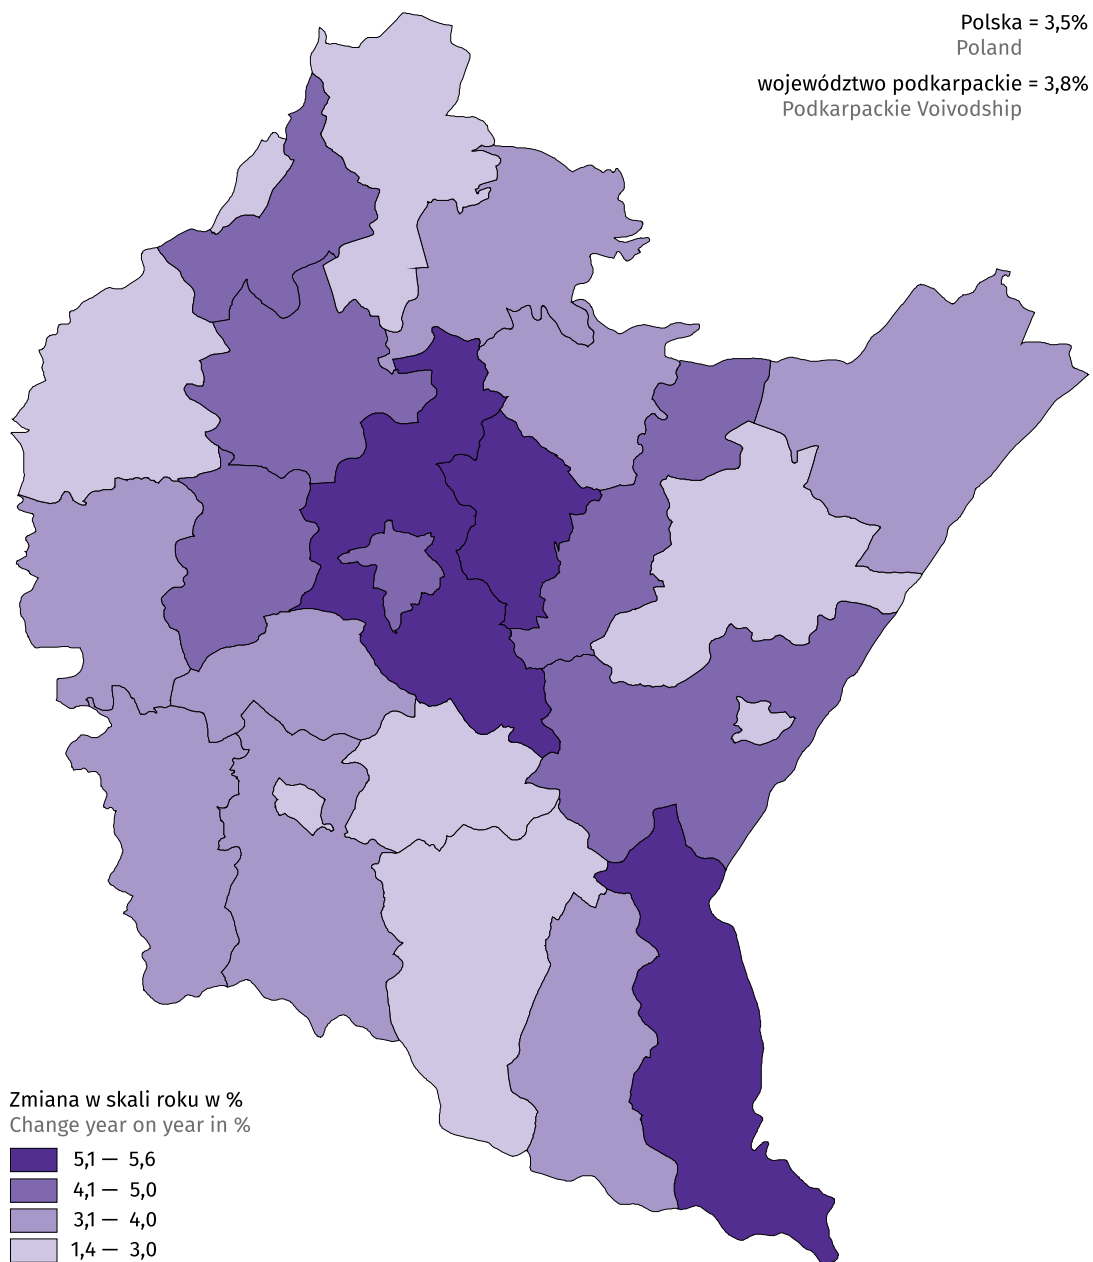 Polska = 3,5%
Poland
województwo podkarpackie = 3,8%
Podkarpackie Voivodship
Zmiana w skali roku w %
Change year on year in %
5,1 — 5,6
4,1 — 5,0
3,1 — 4,0
1,4 — 3,0